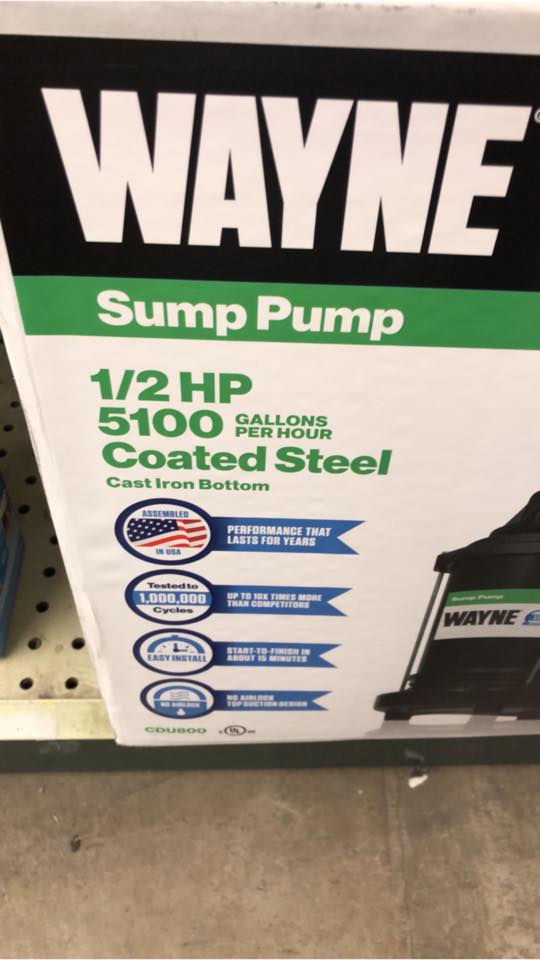 WAYNE
Sump Pump
1/2 HP
5100 GALLONS PER HOUR
Coated Steel
Cast Iron Bottom
ASSEMBLED
IN USA
PERFORMANCE THAT
LASTS FOR YEARS
Tested to
1,000,000
Cycles
UP TO 10X TIMES MORE
THAN COMPETITORS
EASY INSTALL
START-TO-FINISH IN
ABOUT 15 MINUTES
NO AIRLOCK
NO AIRLOCK
TOP SUCTION DESIGN
CDU800
c UL us
Sump Pump
WAYNE